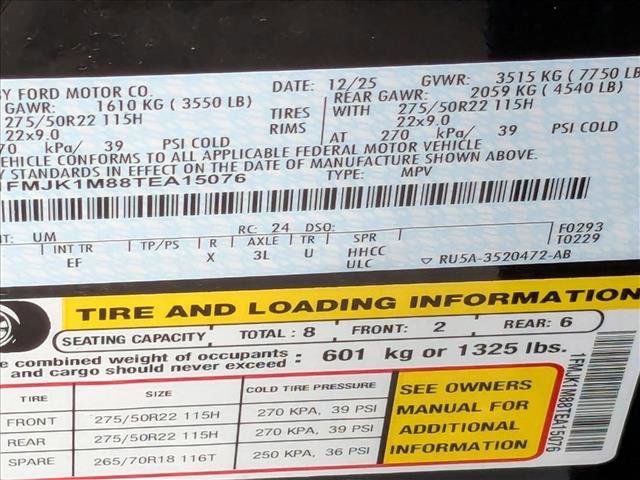 BY FORD MOTOR CO. DATE: 12/25 GVWR: 3515 KG ( 7750 LB)
GAWR: 1610 KG ( 3550 LB) REAR GAWR: 2059 KG ( 4540 LB)
275/50R22 115H TIRES WITH 275/50R22 115H
22x9.0 RIMS 22x9.0
70 kPa/ 39 PSI COLD AT 270 kPa/ 39 PSI COLD
VEHICLE CONFORMS TO ALL APPLICABLE FEDERAL MOTOR VEHICLE
SAFETY STANDARDS IN EFFECT ON THE DATE OF MANUFACTURE SHOWN ABOVE.
FMJK1M88TEA15076 TYPE: MPV
UM RC: 24 DSO: F0293
INT TR TP/PS R AXLE TR SPR T0229
EF X 3L U HHCC
ULC RU5A-3520472-AB
TIRE AND LOADING INFORMATION
SEATING CAPACITY TOTAL : 8 FRONT: 2 REAR: 6
e combined weight of occupants and cargo should never exceed : 601 kg or 1325 lbs.
TIRE SIZE COLD TIRE PRESSURE
FRONT 275/50R22 115H 270 KPA, 39 PSI
REAR 275/50R22 115H 270 KPA, 39 PSI
SPARE 265/70R18 116T 250 KPA, 36 PSI
SEE OWNERS
MANUAL FOR
ADDITIONAL
INFORMATION
1FMJK1M88TEA15076